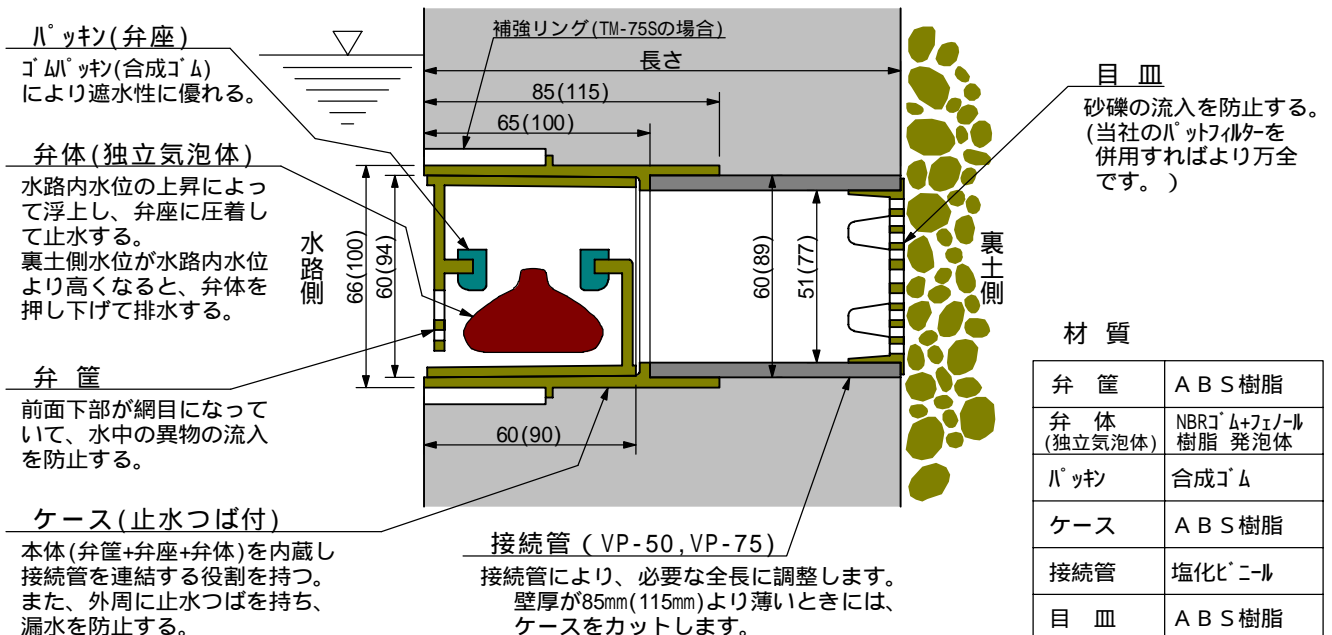 パッキン(弁座)
ゴムパッキン(合成ゴム)
により遮水性に優れる。
弁体(独立気泡体)
水路内水位の上昇によっ
て浮上し、弁座に圧着し
て止水する。
裏土側水位が水路内水位
より高くなると、弁体を
押し下げて排水する。
弁 筐
前面下部が網目になって
いて、水中の異物の流入
を防止する。
ケース(止水つば付)
本体(弁筐+弁座+弁体)を内蔵し
接続管を連結する役割を持つ。
また、外周に止水つばを持ち、
漏水を防止する。
補強リング(TM-75Sの場合)
長さ
85(115)
65(100)
水路側
66(100)
60(94)
60(89)
51(77)
裏土側
60(90)
接続管(VP-50,VP-75)
接続管により、必要な全長に調整します。
壁厚が85mm(115mm)より薄いときには、
ケースをカットします。
目 皿
砂礫の流入を防止する。
(当社のパットフィルターを
併用すればより万全
です。)
材 質
弁 筐 ABS樹脂
弁 体 NBRゴム+フェノール
(独立気泡体) 樹脂 発泡体
パッキン 合成ゴム
ケース ABS樹脂
接続管 塩化ビニール
目 皿 ABS樹脂